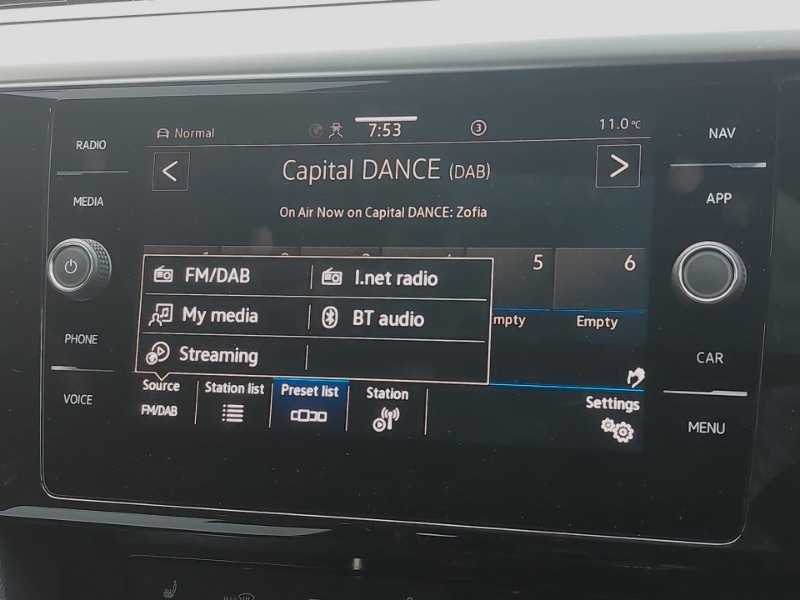 RADIO
MEDIA
PHONE
VOICE
Normal
7:53
3
11.0°C
<
Capital DANCE (DAB)
>
On Air Now on Capital DANCE: Zofia
5
6
mpty
Empty
FM/DAB
I.net radio
My media
BT audio
Streaming
Source
FM/DAB
Station list
Preset list
Station
Settings
NAV
APP
CAR
MENU